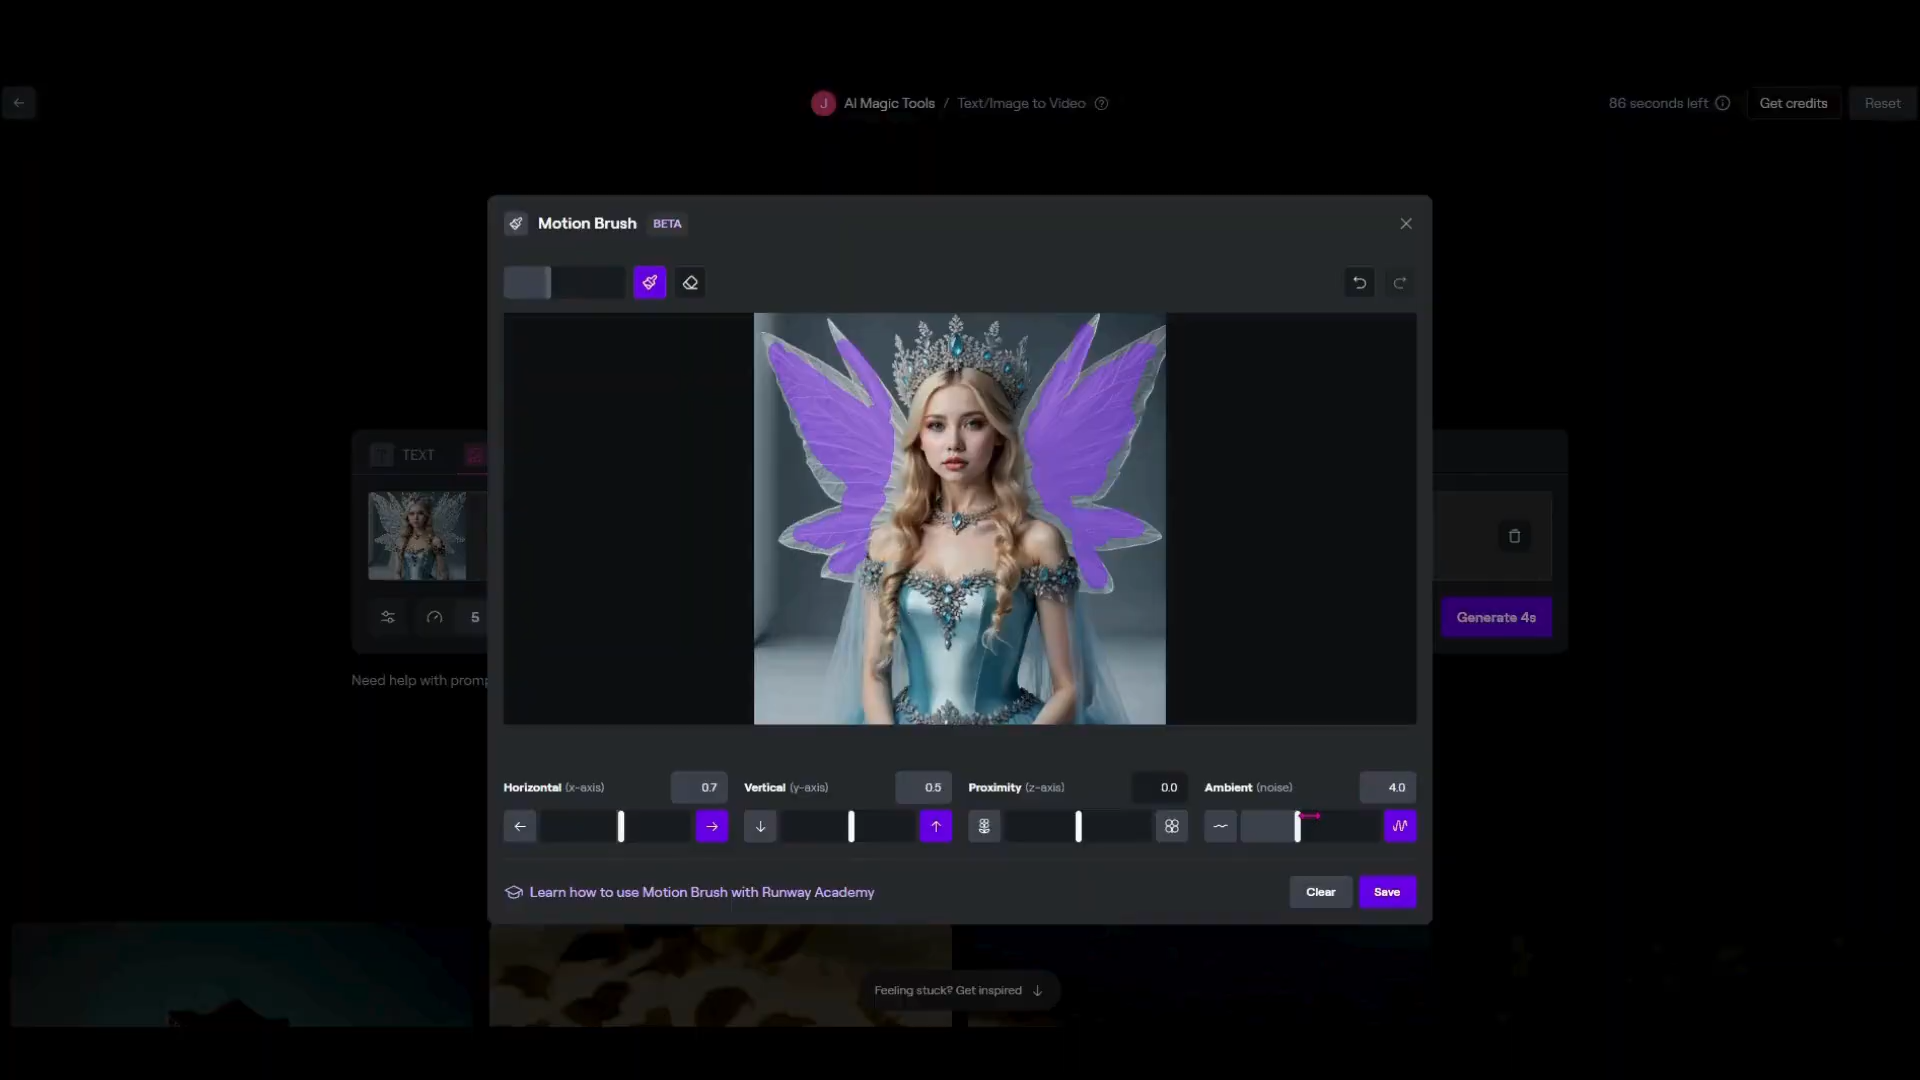 J AI Magic Tools / Text/Image to Video
86 seconds left
Get credits
Reset
Motion Brush BETA
TEXT
5
Generate 4s
Need help with promp
Horizontal (x-axis) 0.7
Vertical (y-axis) 0.5
Proximity (z-axis) 0.0
Ambient (noise) 4.0
Learn how to use Motion Brush with Runway Academy
Clear
Save
Feeling stuck? Get inspired